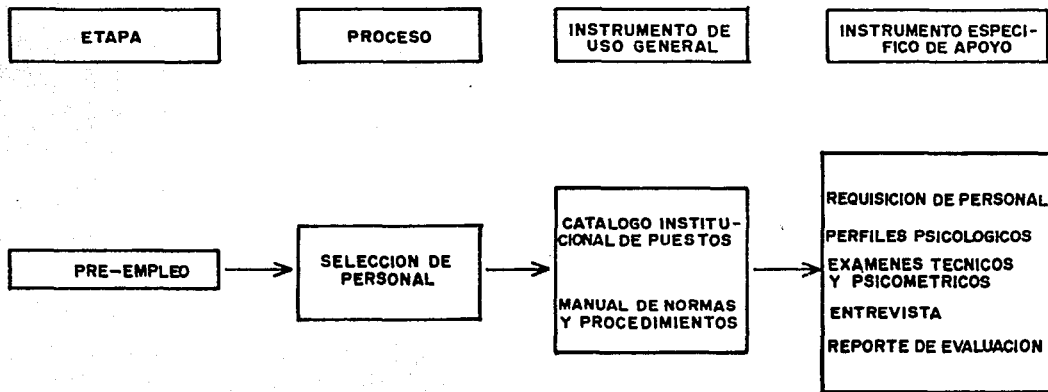 ETAPA
PROCESO
INSTRUMENTO DE
USO GENERAL
INSTRUMENTO ESPECI-
FICO DE APOYO
PRE-EMPLEO
SELECCION DE
PERSONAL
CATALOGO INSTITU-
CIONAL DE PUESTOS
MANUAL DE NORMAS
Y PROCEDIMIENTOS
REQUISICION DE PERSONAL
PERFILES PSICOLOGICOS
EXAMENES TECNICOS
Y PSICOMETRICOS
ENTREVISTA
REPORTE DE EVALUACION